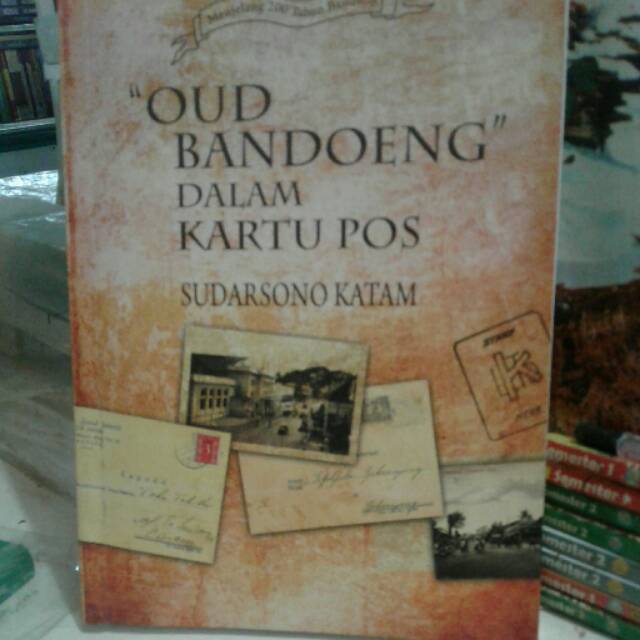 "OUD
BANDOENG"
DALAM
KARTU POS
SUDARSONO KATAM